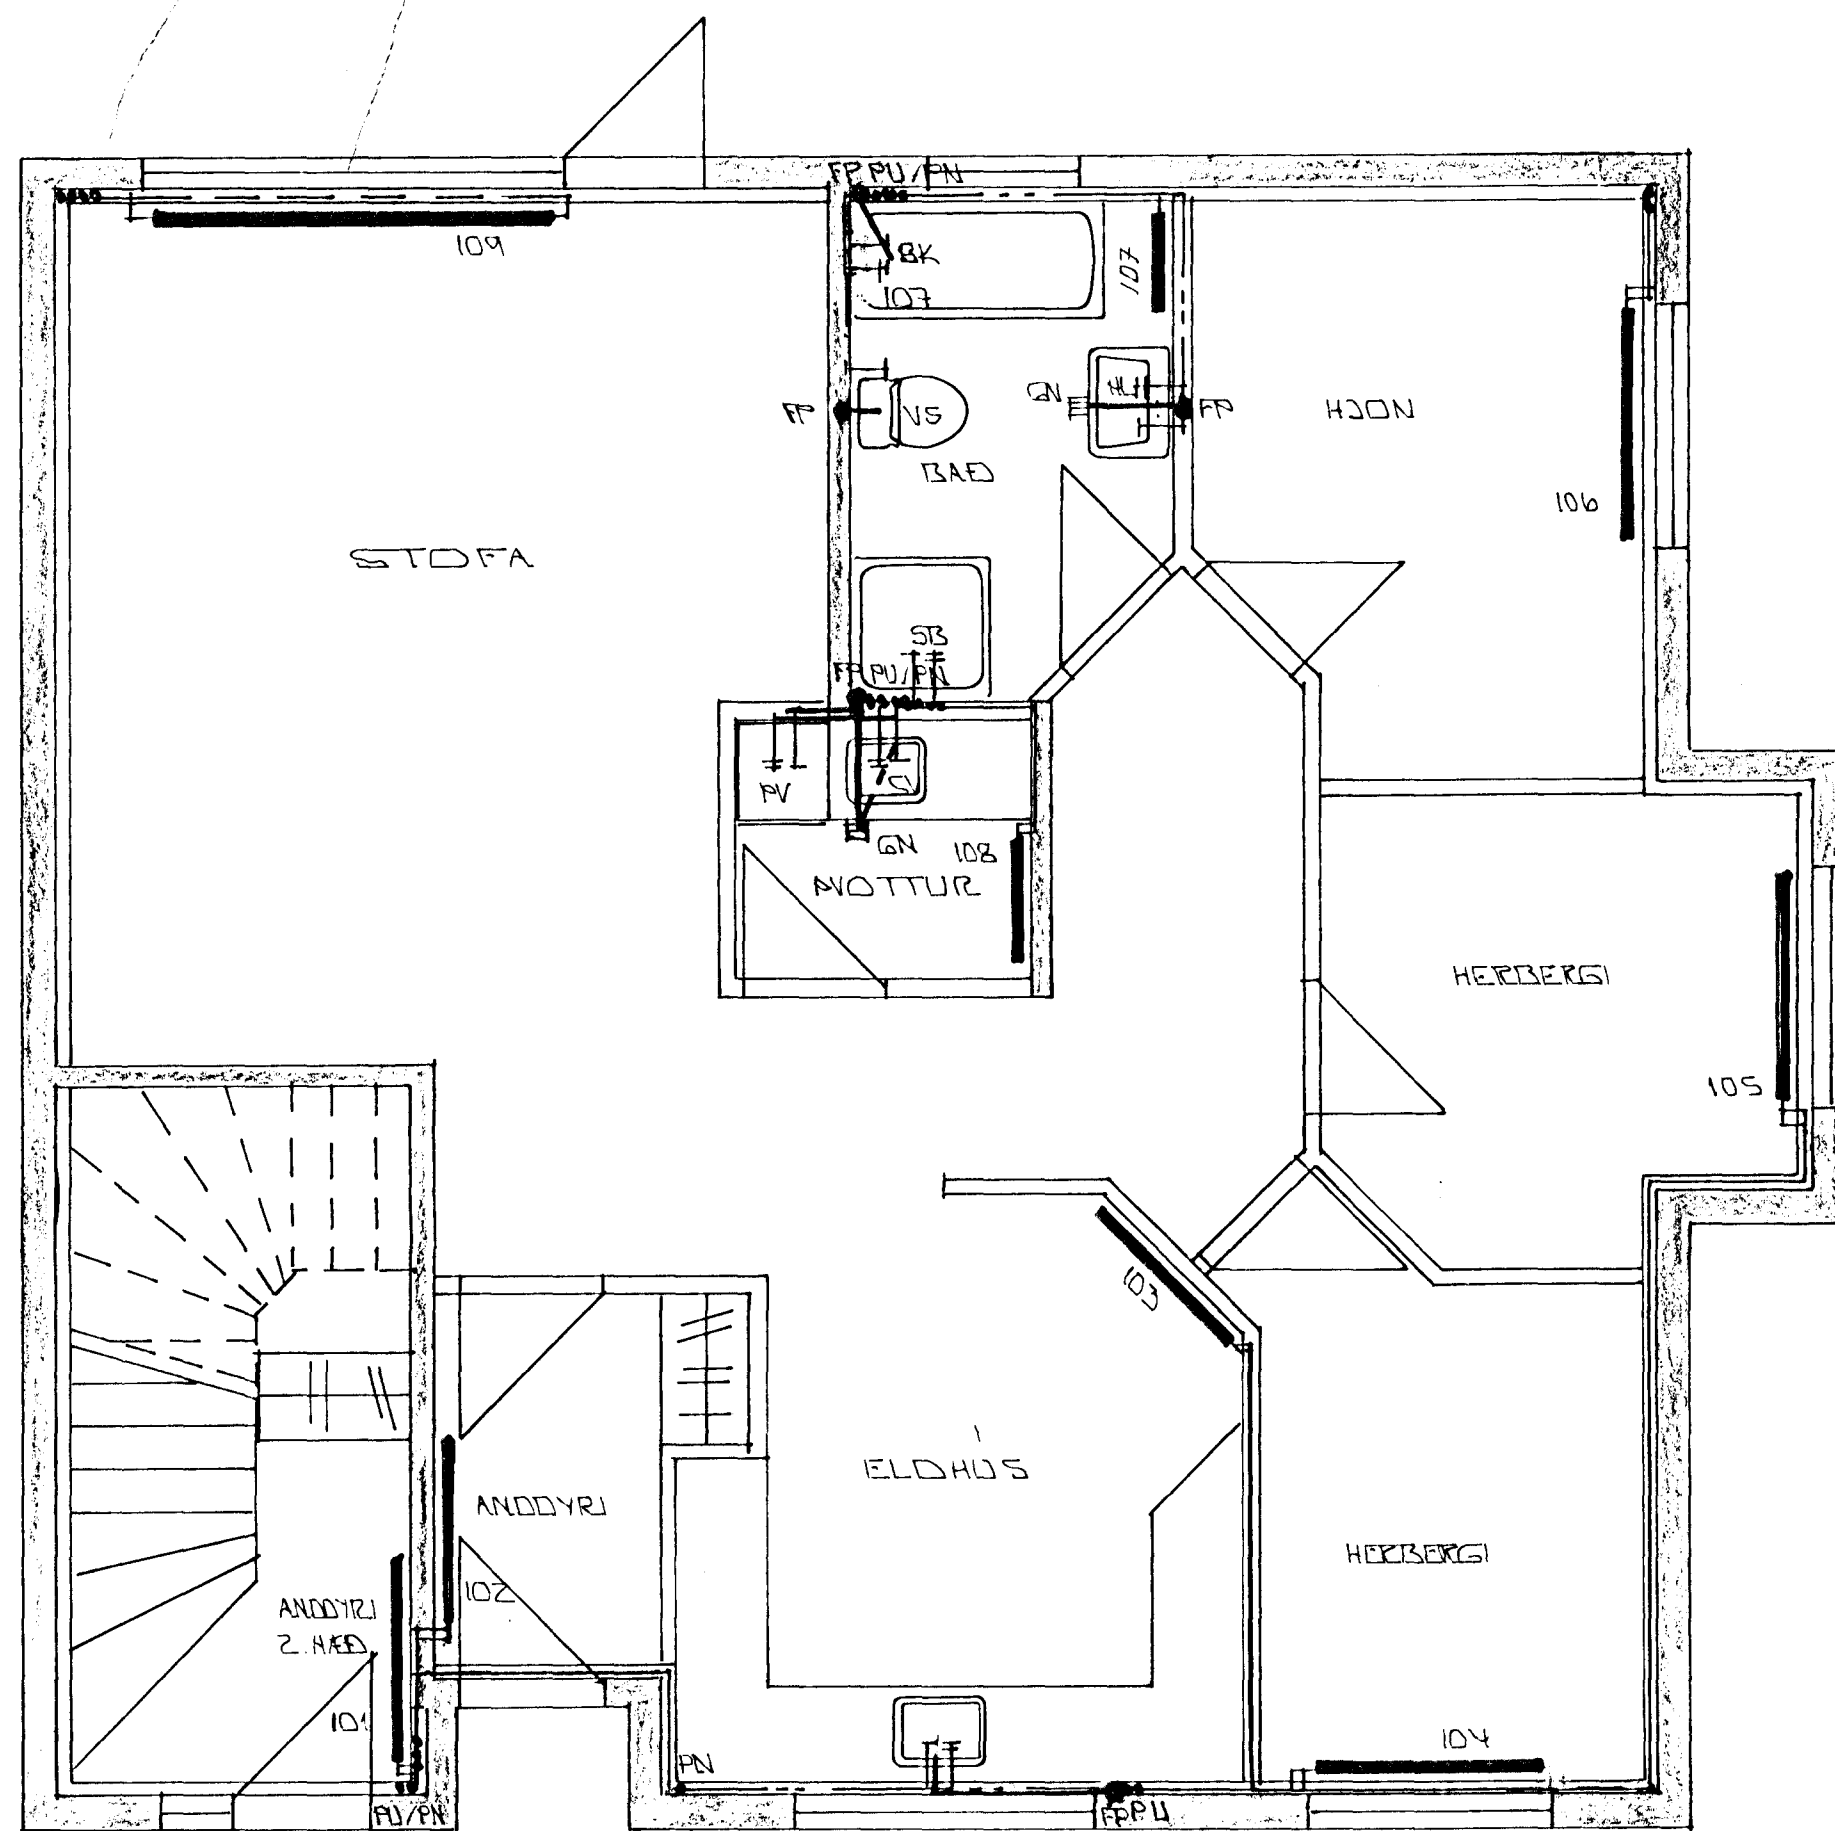 FP PU/PN
109
BK
107
107
GN
HL
FP
VS
FP
HJON
BAÐ
106
STOFA
SB
FP PU/PN
PV
SV
GN
108
ÞVOTTUR
HERBERGI
105
103
ELDHÚS
ANDDYRI
HERBERGI
102
ANDDYRI
2. HÆÐ
101
104
PN
PU/PN
FP PU